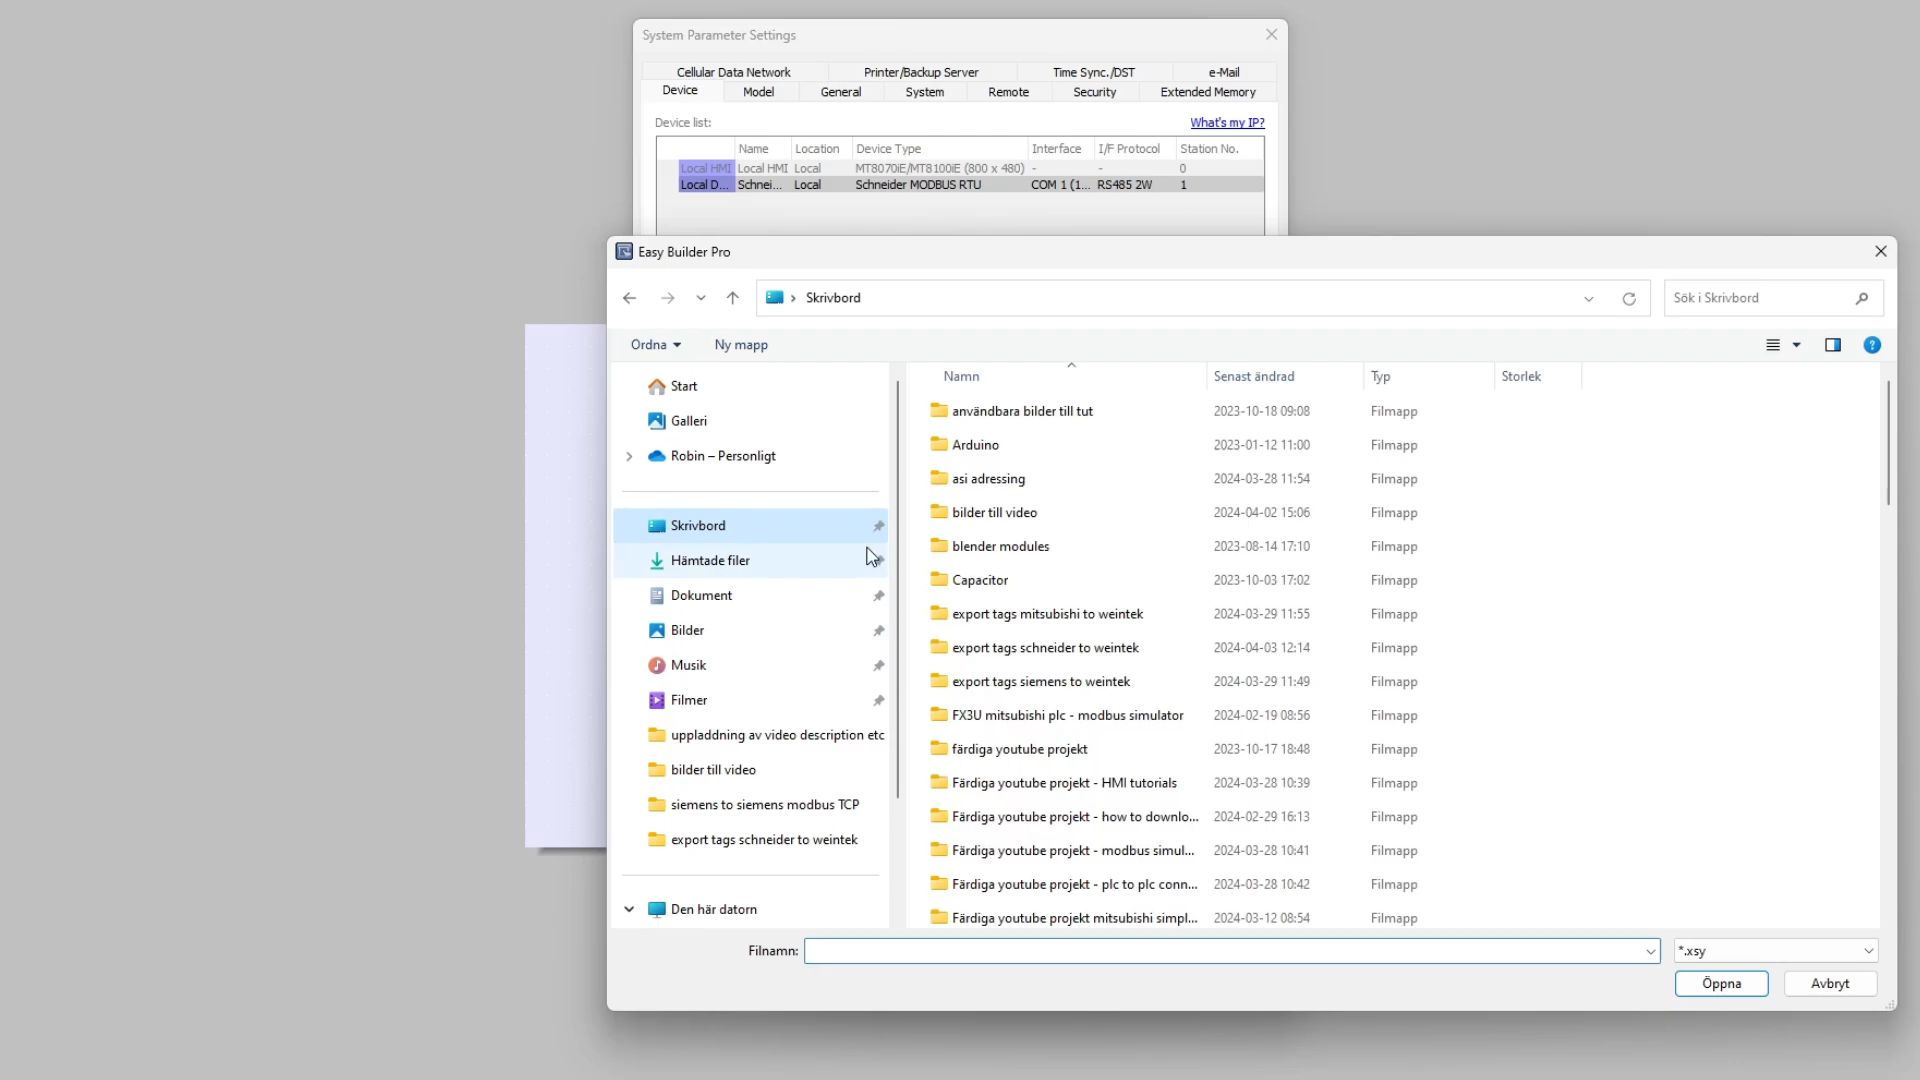 System Parameter Settings
Cellular Data Network Printer/Backup Server Time Sync./DST e-Mail
Device Model General System Remote Security Extended Memory
Device list: What's my IP?
Name Location Device Type Interface I/F Protocol Station No.
Local HMI Local HMI Local MT8070iE/MT8100iE (800 x 480) - - 0
Local D... Schnei... Local Schneider MODBUS RTU COM 1 (1... RS485 2W 1
Easy Builder Pro
Skrivbord
Sök i Skrivbord
Ordna Ny mapp
Start
Galleri
Robin – Personligt
Skrivbord
Hämtade filer
Dokument
Bilder
Musik
Filmer
uppladdning av video description etc
bilder till video
siemens to siemens modbus TCP
export tags schneider to weintek
Den här datorn
Namn Senast ändrad Typ Storlek
användbara bilder till tut 2023-10-18 09:08 Filmapp
Arduino 2023-01-12 11:00 Filmapp
asi adressing 2024-03-28 11:54 Filmapp
bilder till video 2024-04-02 15:06 Filmapp
blender modules 2023-08-14 17:10 Filmapp
Capacitor 2023-10-03 17:02 Filmapp
export tags mitsubishi to weintek 2024-03-29 11:55 Filmapp
export tags schneider to weintek 2024-04-03 12:14 Filmapp
export tags siemens to weintek 2024-03-29 11:49 Filmapp
FX3U mitsubishi plc - modbus simulator 2024-02-19 08:56 Filmapp
färdiga youtube projekt 2023-10-17 18:48 Filmapp
Färdiga youtube projekt - HMI tutorials 2024-03-28 10:39 Filmapp
Färdiga youtube projekt - how to downlo... 2024-02-29 16:13 Filmapp
Färdiga youtube projekt - modbus simul... 2024-03-28 10:41 Filmapp
Färdiga youtube projekt - plc to plc conn... 2024-03-28 10:42 Filmapp
Färdiga youtube projekt mitsubishi simpl... 2024-03-12 08:54 Filmapp
Filnamn: *.xsy
Öppna Avbryt